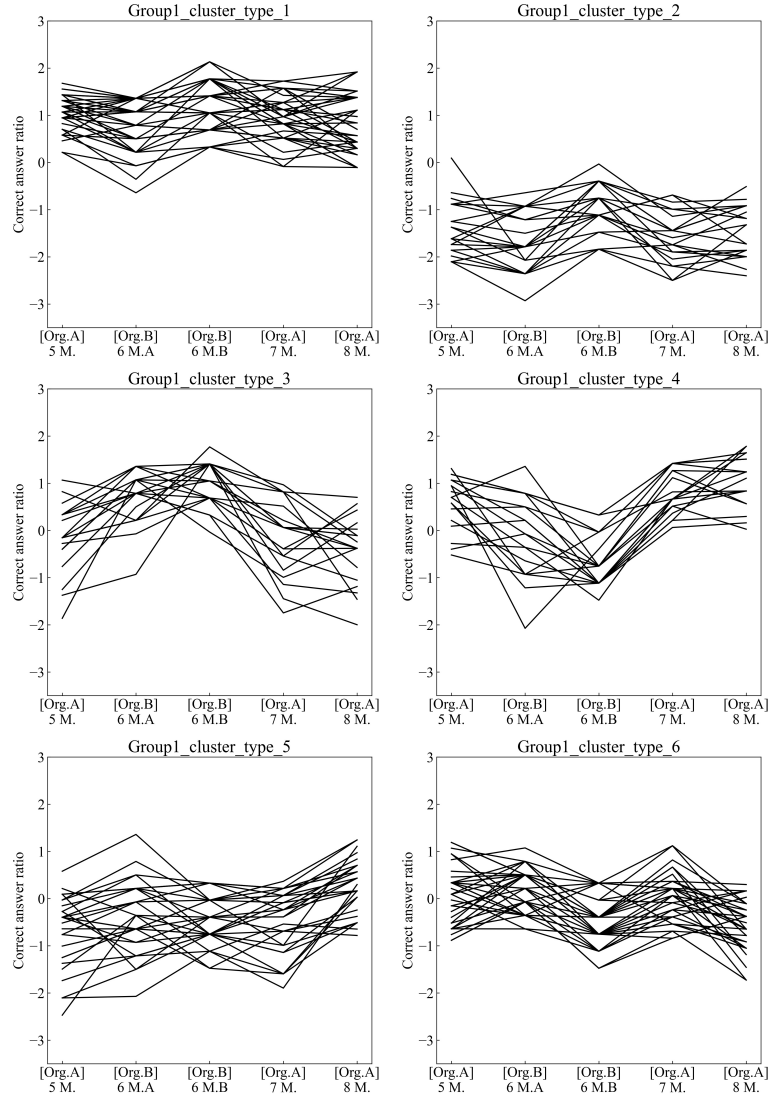 Group1_cluster_type_1
3
2
1
0
−1
−2
−3
Correct answer ratio
[Org.A] [Org.B] [Org.B] [Org.A] [Org.A]
5 M. 6 M.A 6 M.B 7 M. 8 M.
Group1_cluster_type_2
3
2
1
0
−1
−2
−3
Correct answer ratio
[Org.A] [Org.B] [Org.B] [Org.A] [Org.A]
5 M. 6 M.A 6 M.B 7 M. 8 M.
Group1_cluster_type_3
3
2
1
0
−1
−2
−3
Correct answer ratio
[Org.A] [Org.B] [Org.B] [Org.A] [Org.A]
5 M. 6 M.A 6 M.B 7 M. 8 M.
Group1_cluster_type_4
3
2
1
0
−1
−2
−3
Correct answer ratio
[Org.A] [Org.B] [Org.B] [Org.A] [Org.A]
5 M. 6 M.A 6 M.B 7 M. 8 M.
Group1_cluster_type_5
3
2
1
0
−1
−2
−3
Correct answer ratio
[Org.A] [Org.B] [Org.B] [Org.A] [Org.A]
5 M. 6 M.A 6 M.B 7 M. 8 M.
Group1_cluster_type_6
3
2
1
0
−1
−2
−3
Correct answer ratio
[Org.A] [Org.B] [Org.B] [Org.A] [Org.A]
5 M. 6 M.A 6 M.B 7 M. 8 M.